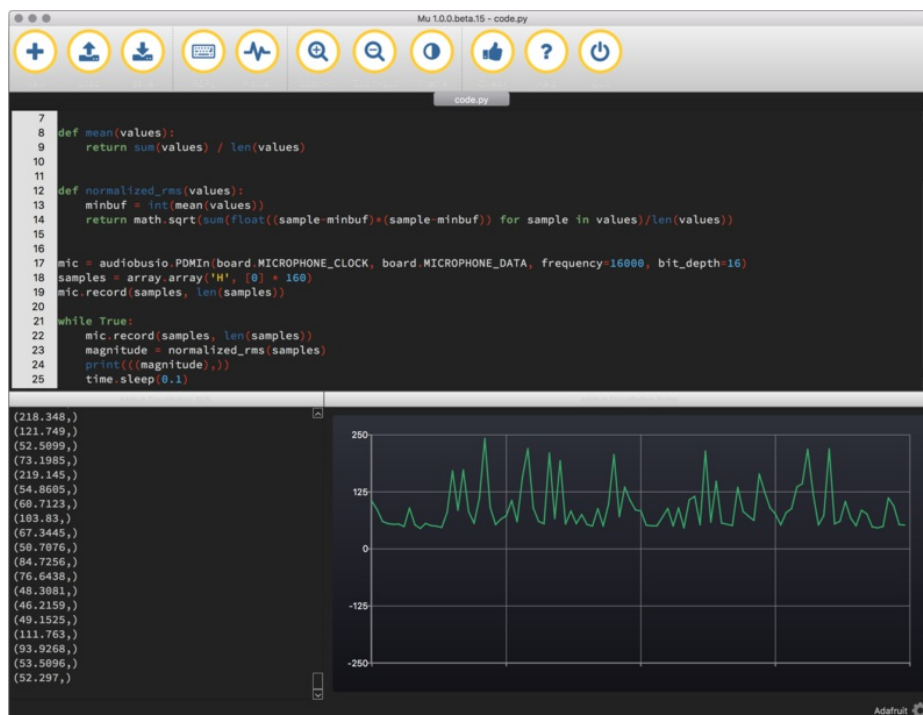 Mu 1.0.0.beta.15 - code.py
code.py
7
8 def mean(values):
9     return sum(values) / len(values)
10
11
12 def normalized_rms(values):
13     minbuf = int(mean(values))
14     return math.sqrt(sum(float((sample-minbuf)*(sample-minbuf)) for sample in values)/len(values))
15
16
17 mic = audiobusio.PDMIn(board.MICROPHONE_CLOCK, board.MICROPHONE_DATA, frequency=16000, bit_depth=16)
18 samples = array.array('H', [0] * 160)
19 mic.record(samples, len(samples))
20
21 while True:
22     mic.record(samples, len(samples))
23     magnitude = normalized_rms(samples)
24     print(((magnitude),))
25     time.sleep(0.1)
(218.348,)
(121.749,)
(52.5099,)
(73.1985,)
(219.145,)
(54.8605,)
(60.7123,)
(103.83,)
(67.3445,)
(50.7076,)
(84.7256,)
(76.6438,)
(48.3081,)
(46.2159,)
(49.1525,)
(111.763,)
(93.9268,)
(53.5096,)
(52.297,)
250
125
0
-125
-250
Adafruit